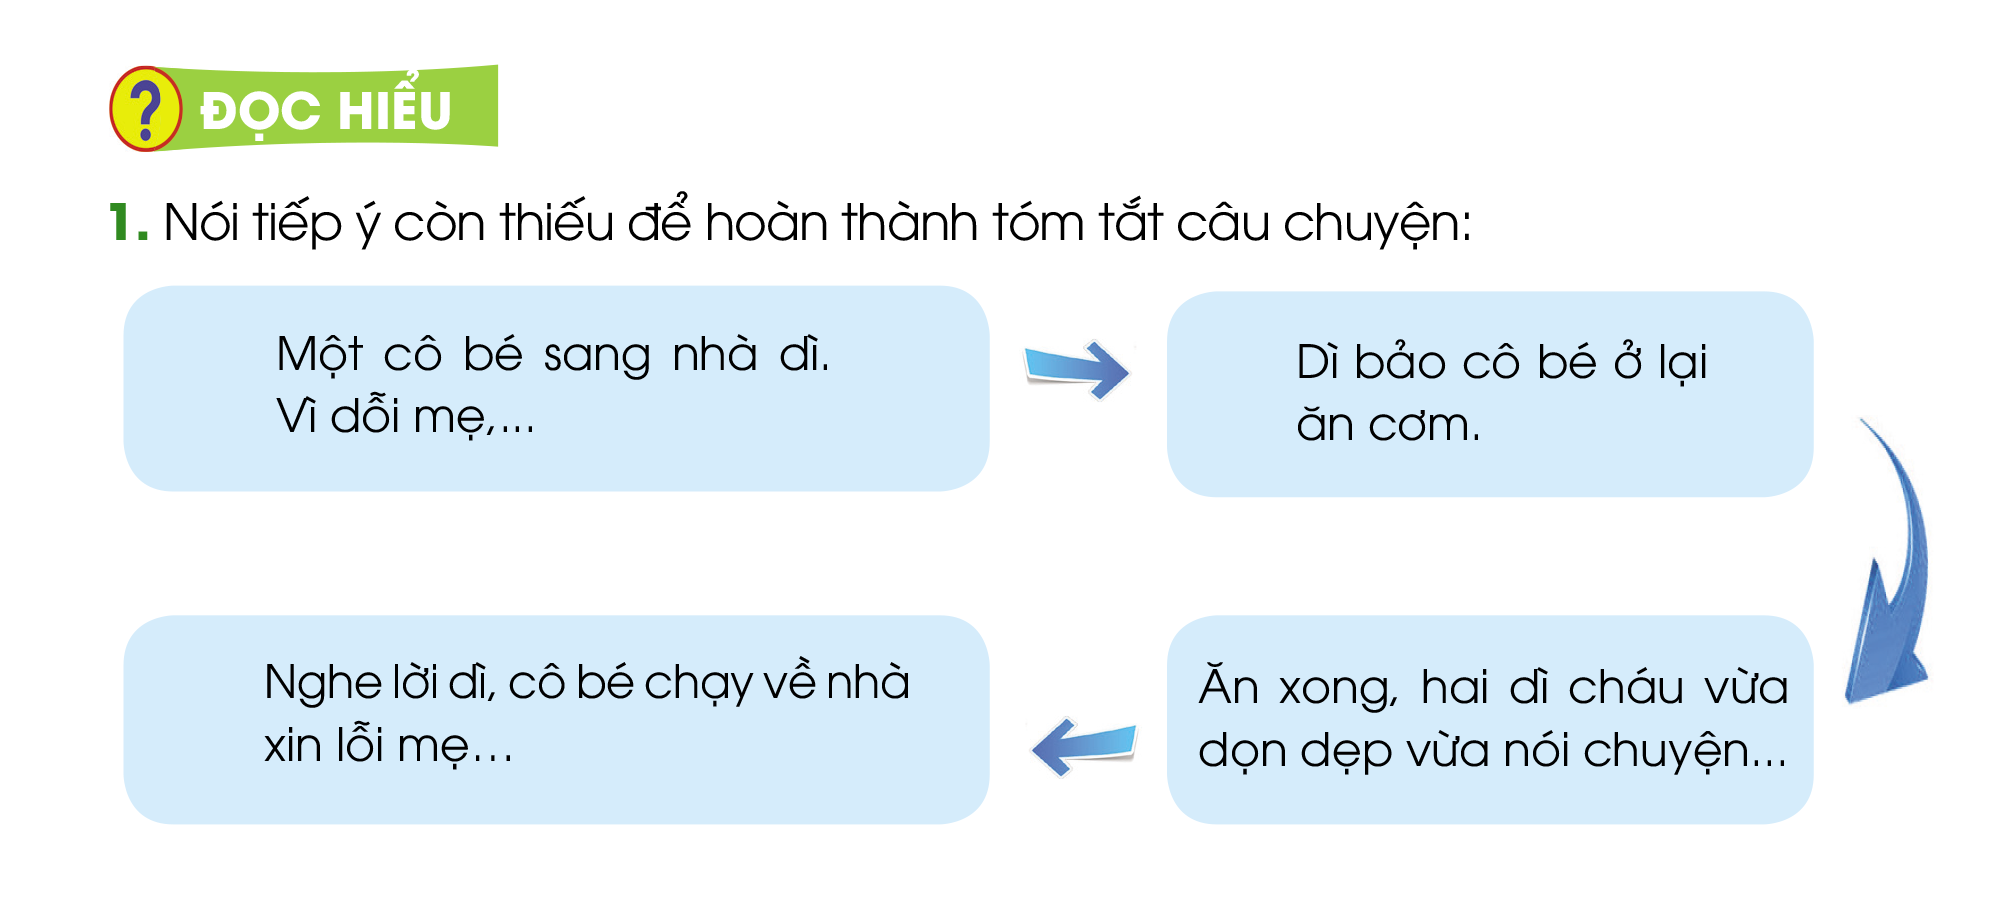 ?
ĐỌC HIỂU
1. Nói tiếp ý còn thiếu để hoàn thành tóm tắt câu chuyện:
Một cô bé sang nhà dì.
Vì dỗi mẹ,...
Dì bảo cô bé ở lại
ăn cơm.
Ăn xong, hai dì cháu vừa
dọn dẹp vừa nói chuyện...
Nghe lời dì, cô bé chạy về nhà
xin lỗi mẹ...